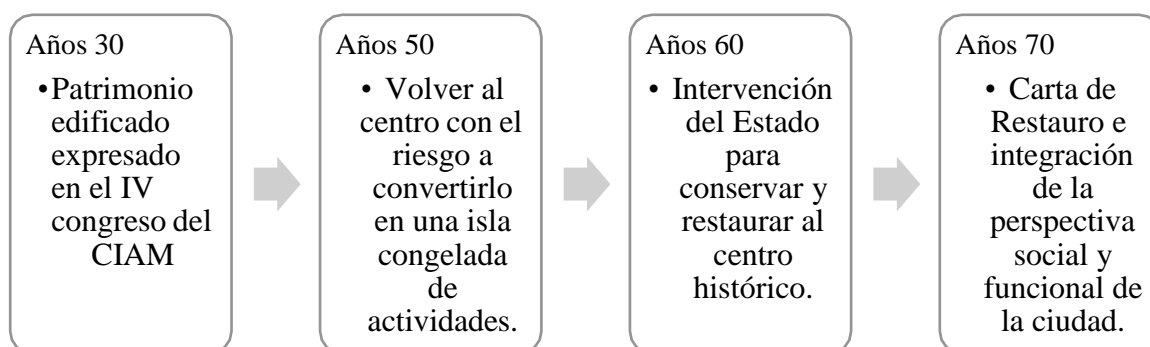 Años 30
•Patrimonio
edificado
expresado
en el IV
congreso del
CIAM
Años 50
• Volver al
centro con el
riesgo a
convertirlo
en una isla
congelada
de
actividades.
Años 60
• Intervención
del Estado
para
conservar y
restaurar al
centro
histórico.
Años 70
• Carta de
Restauro e
integración
de la
perspectiva
social y
funcional de
la ciudad.